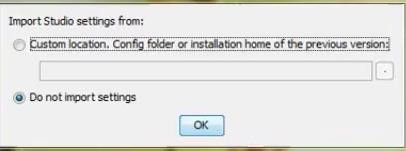 Import Studio settings from:
Custom location. Config folder or installation home of the previous version:
Do not import settings
OK